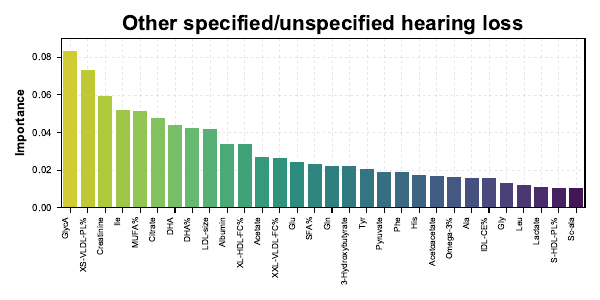 Other specified/unspecified hearing loss
Importance
0.08
0.06
0.04
0.02
0.00
GlycA
XS-VLDL-PL%
Creatinine
Ile
MUFA%
Citrate
DHA
DHA%
LDL-size
Albumin
XL-HDL-FC%
Acetate
XXL-VLDL-FC%
Glu
SFA%
Gln
3-Hydroxybutyrate
Tyr
Pyruvate
Phe
His
Acetoacetate
Omega-3%
Ala
IDL-CE%
Gly
Leu
Lactate
S-HDL-PL%
Sc-ala